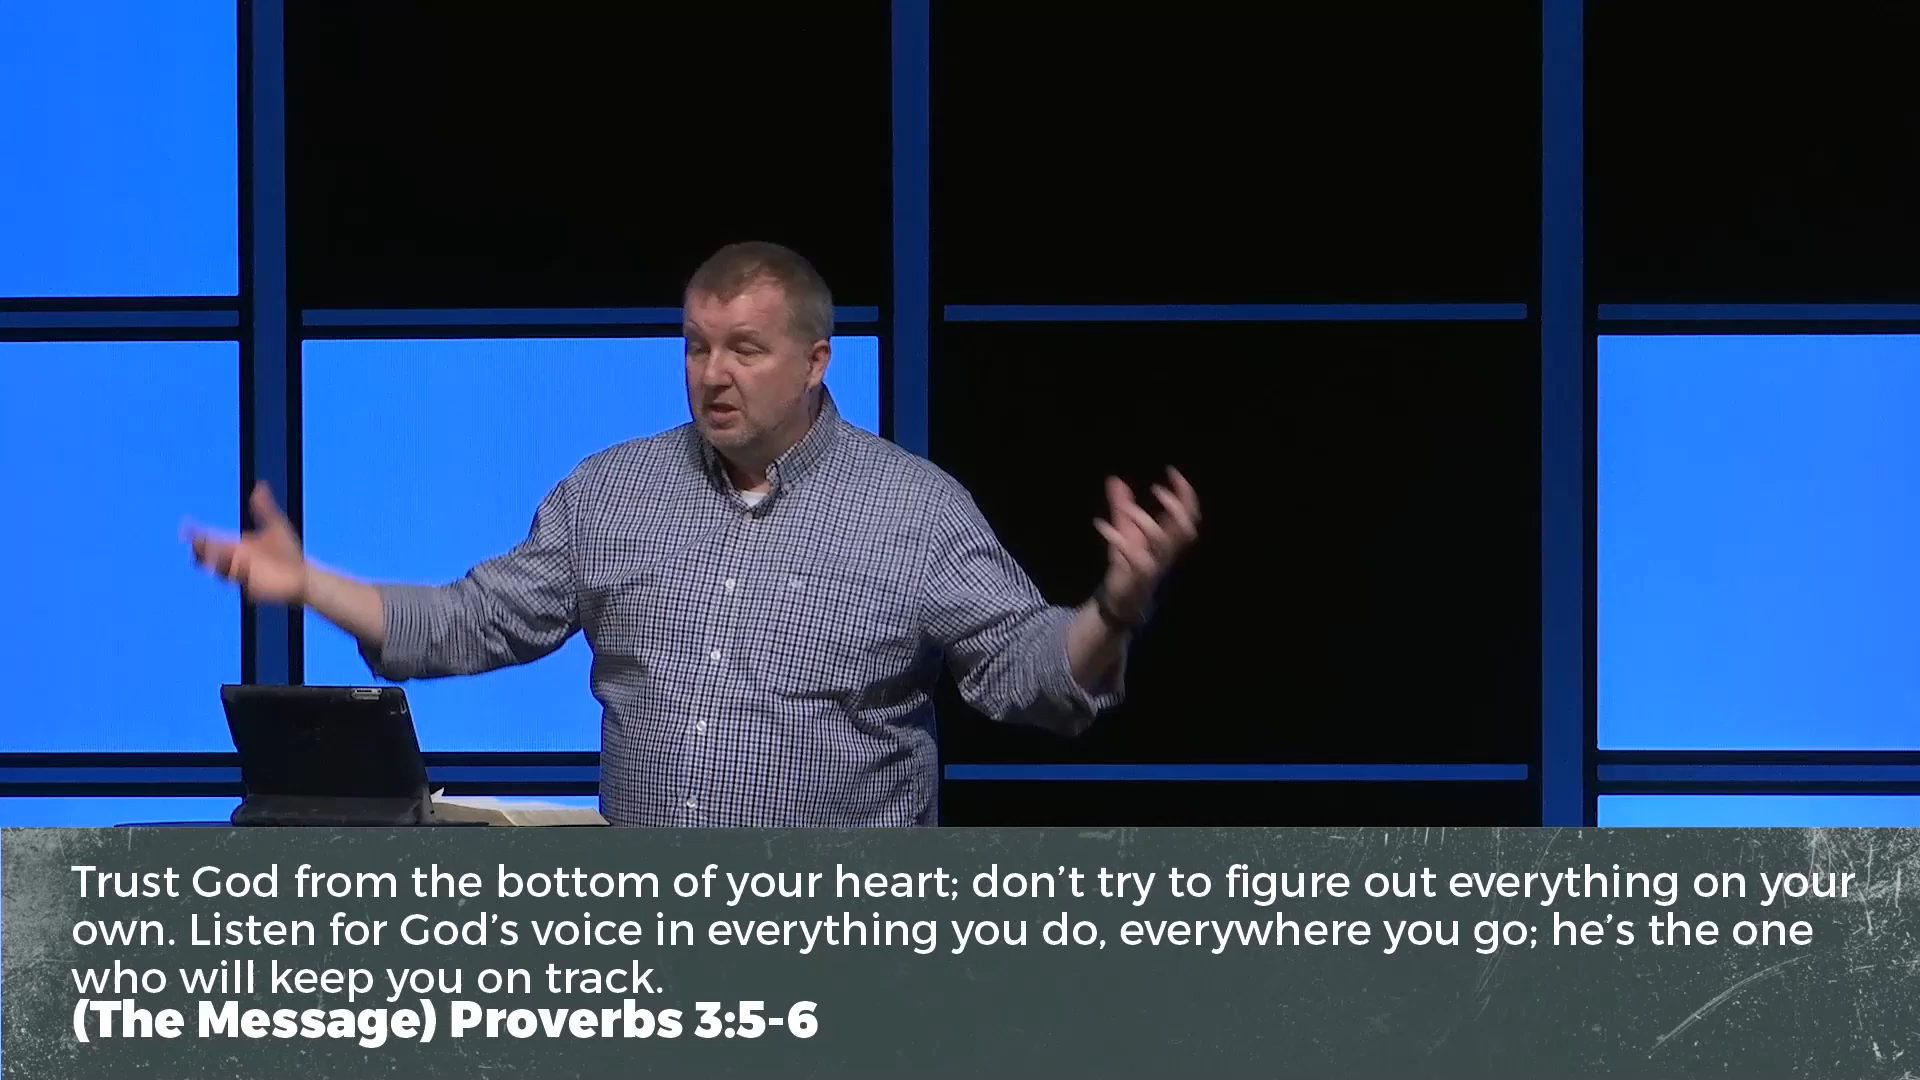 Trust God from the bottom of your heart; don’t try to figure out everything on your
own. Listen for God’s voice in everything you do, everywhere you go; he’s the one
who will keep you on track.
(The Message) Proverbs 3:5-6